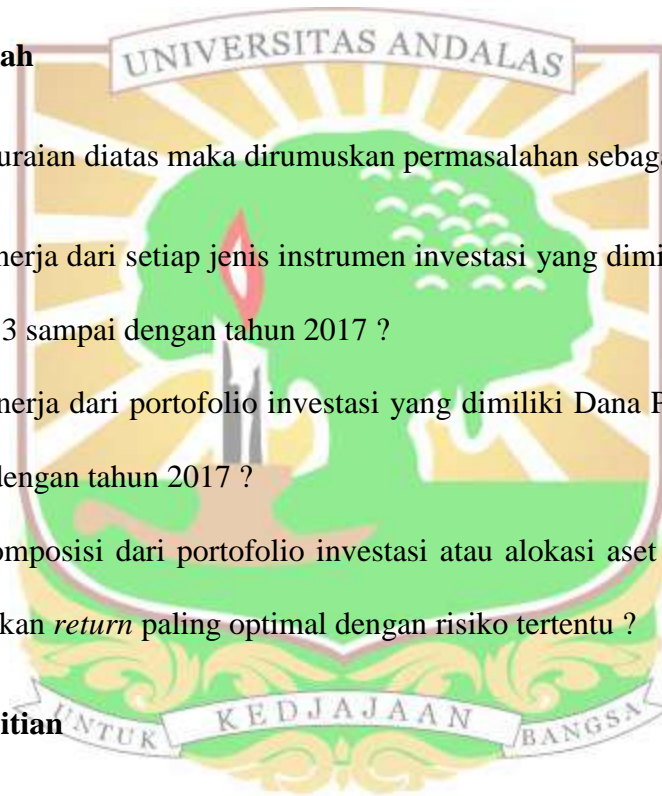 UNIVERSITAS ANDALAS
ah
uraian diatas maka dirumuskan permasalahan sebaga
nerja dari setiap jenis instrumen investasi yang dimi
3 sampai dengan tahun 2017 ?
nerja dari portofolio investasi yang dimiliki Dana P
dengan tahun 2017 ?
omposisi dari portofolio investasi atau alokasi aset
kan return paling optimal dengan risiko tertentu ?
itian
UNTUK KEDJAJAAN BANGSA